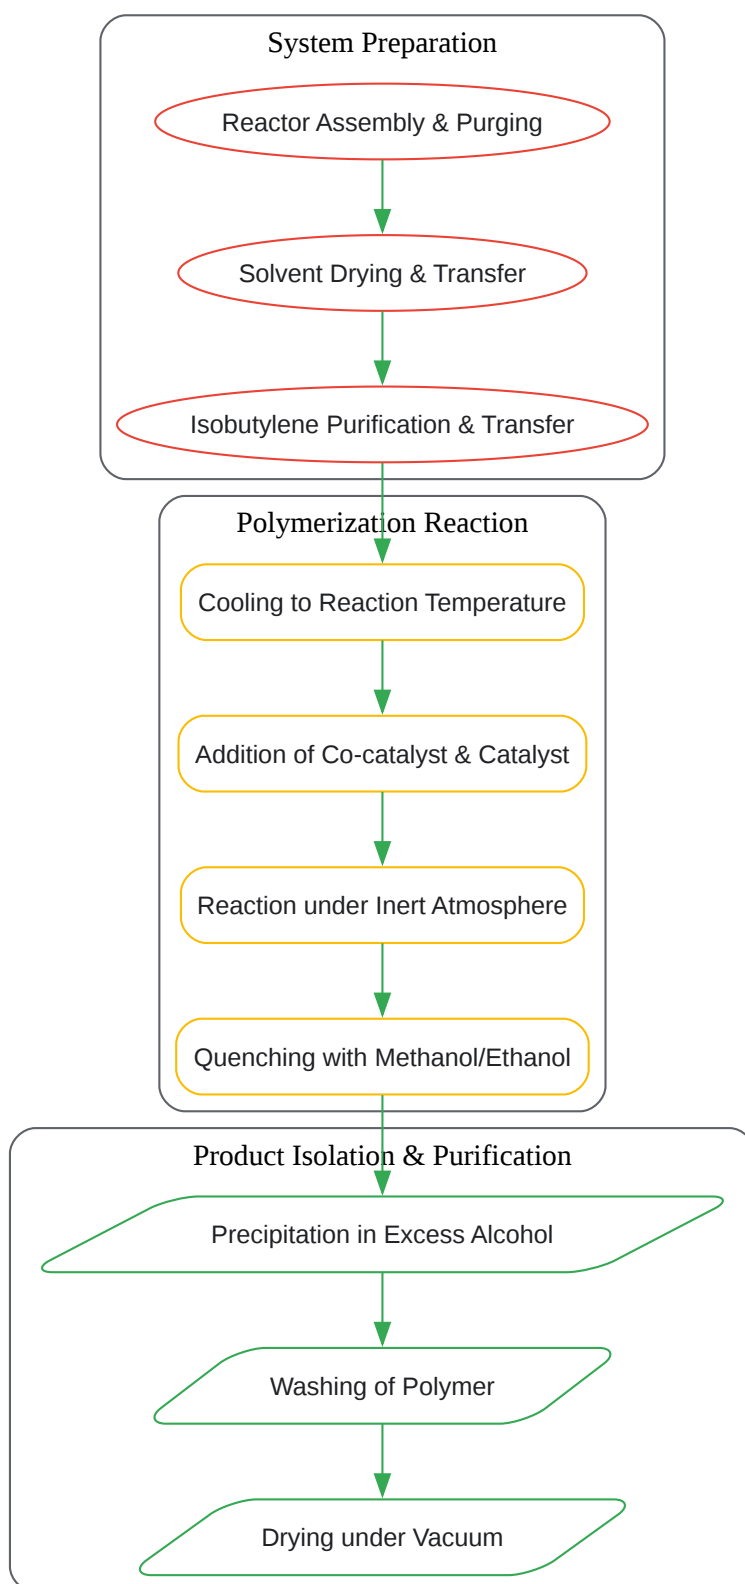 System Preparation
Reactor Assembly & Purging
Solvent Drying & Transfer
Isobutylene Purification & Transfer
Polymerization Reaction
Cooling to Reaction Temperature
Addition of Co-catalyst & Catalyst
Reaction under Inert Atmosphere
Quenching with Methanol/Ethanol
Product Isolation & Purification
Precipitation in Excess Alcohol
Washing of Polymer
Drying under Vacuum